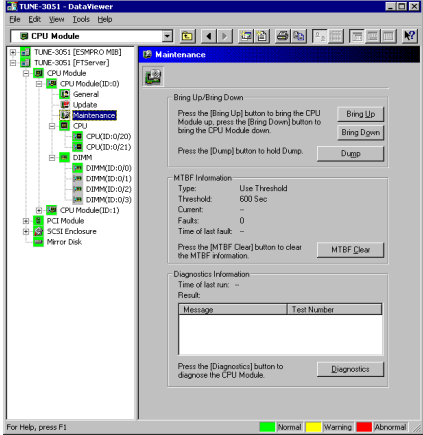 TUNE-3051 - DataViewer
File Edit View Tools Help
CPU Module
TUNE-3051 [ESMPRO MIB]
TUNE-3051 [FTServer]
CPU Module
CPU Module(ID:0)
General
Update
Maintenance
CPU
CPU(ID:0/20)
CPU(ID:0/21)
DIMM
DIMM(ID:0/0)
DIMM(ID:0/1)
DIMM(ID:0/2)
DIMM(ID:0/3)
CPU Module(ID:1)
PCI Module
SCSI Enclosure
Mirror Disk
Maintenance
Bring Up/Bring Down
Press the [Bring Up] button to bring the CPU
Module up, press the [Bring Down] button to
bring the CPU Module down.
Bring Up
Bring Down
Press the [Dump] button to hold Dump.
Dump
MTBF Information
Type: Use Threshold
Threshold: 600 Sec
Current: --
Faults: 0
Time of last fault: --
Press the [MTBF Clear] button to clear
the MTBF information.
MTBF Clear
Diagnostics Information
Time of last run: --
Result:
Message Test Number
Press the [Diagnostics] button to
diagnose the CPU Module.
Diagnostics
For Help, press F1
Normal Warning Abnormal